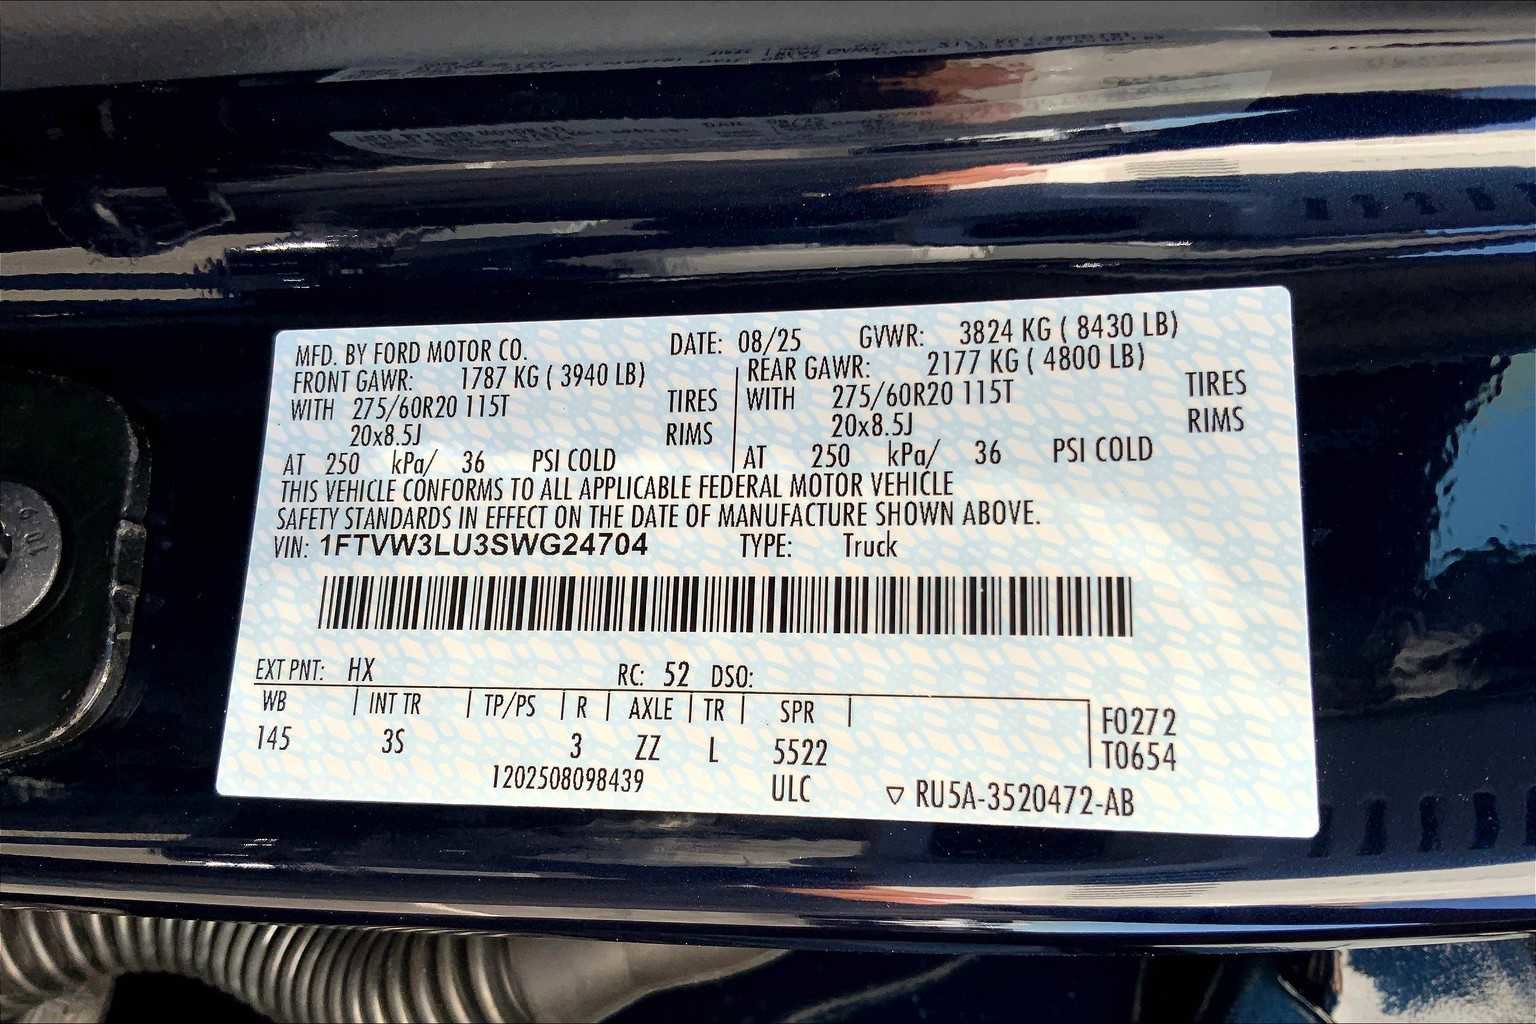 MFD. BY FORD MOTOR CO. DATE: 08/25 GVWR: 3824 KG ( 8430 LB)
FRONT GAWR: 1787 KG ( 3940 LB) REAR GAWR: 2177 KG ( 4800 LB)
WITH 275/60R20 115T TIRES WITH 275/60R20 115T TIRES
20x8.5J RIMS 20x8.5J RIMS
AT 250 kPa/ 36 PSI COLD AT 250 kPa/ 36 PSI COLD
THIS VEHICLE CONFORMS TO ALL APPLICABLE FEDERAL MOTOR VEHICLE
SAFETY STANDARDS IN EFFECT ON THE DATE OF MANUFACTURE SHOWN ABOVE.
VIN: 1FTVW3LU3SWG24704 TYPE: Truck
EXT PNT: HX RC: 52 DSO:
WB INT TR TP/PS R AXLE TR SPR F0272
145 3S 3 ZZ L 5522 T0654
1202508098439 ULC ▽ RU5A-3520472-AB
10.9